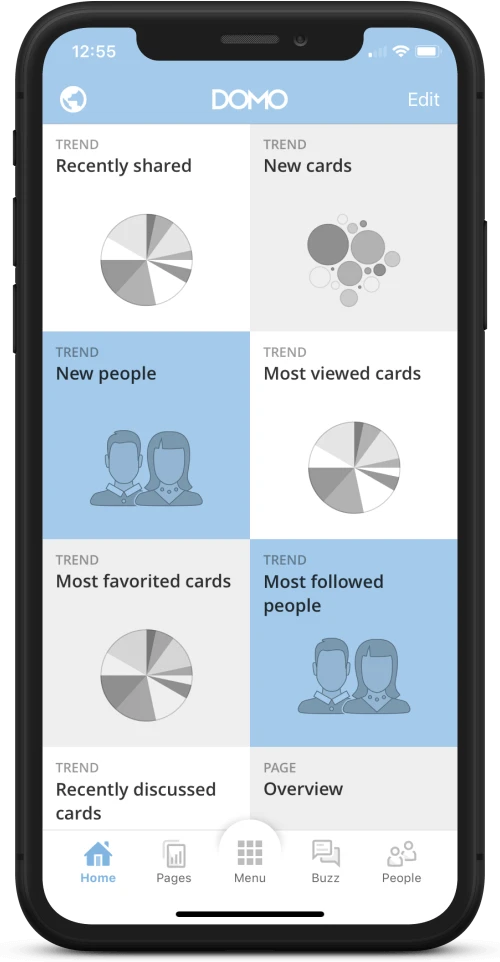 12:55
DOMO
Edit
TREND
Recently shared
TREND
New cards
TREND
New people
TREND
Most viewed cards
TREND
Most favorited cards
TREND
Most followed
people
TREND
Recently discussed
cards
PAGE
Overview
Home
Pages
Menu
Buzz
People